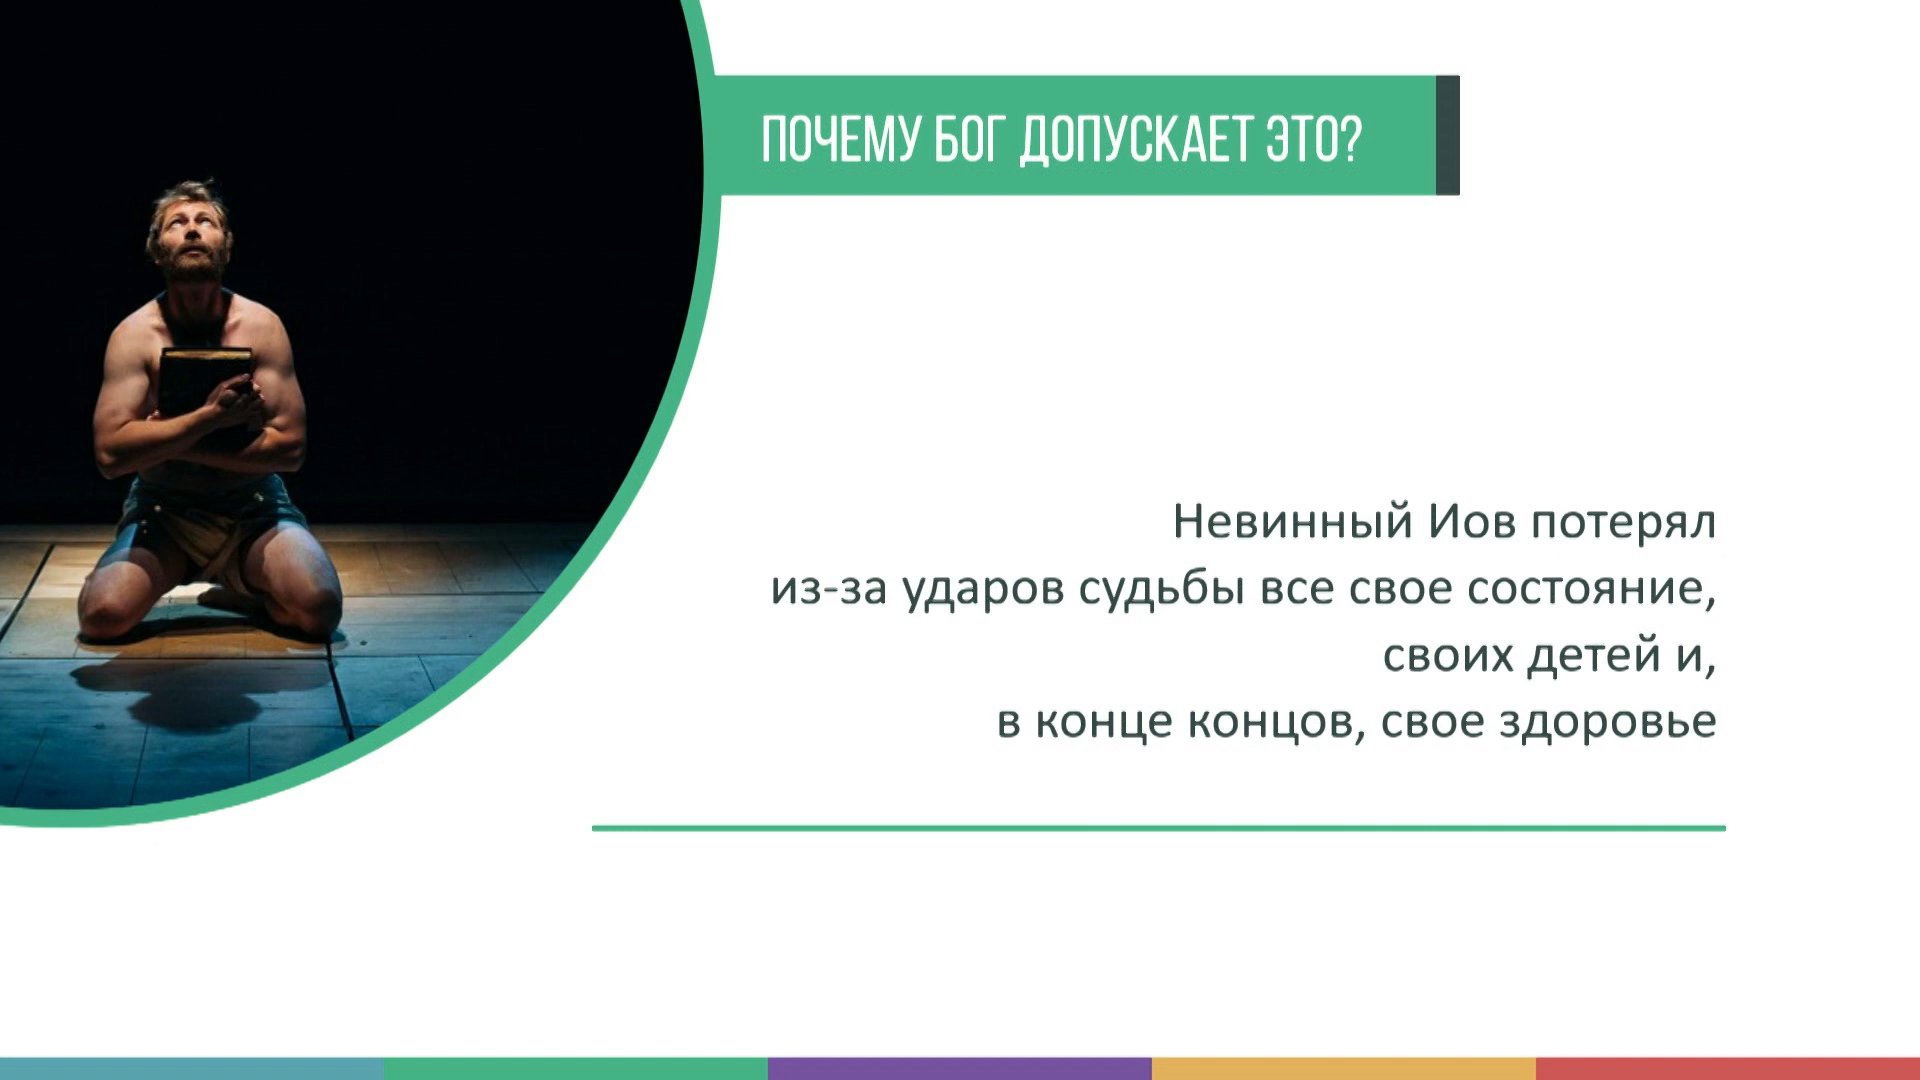 ПОЧЕМУ БОГ ДОПУСКАЕТ ЭТО?
Невинный Иов потерял
из-за ударов судьбы все свое состояние,
своих детей и,
в конце концов, свое здоровье